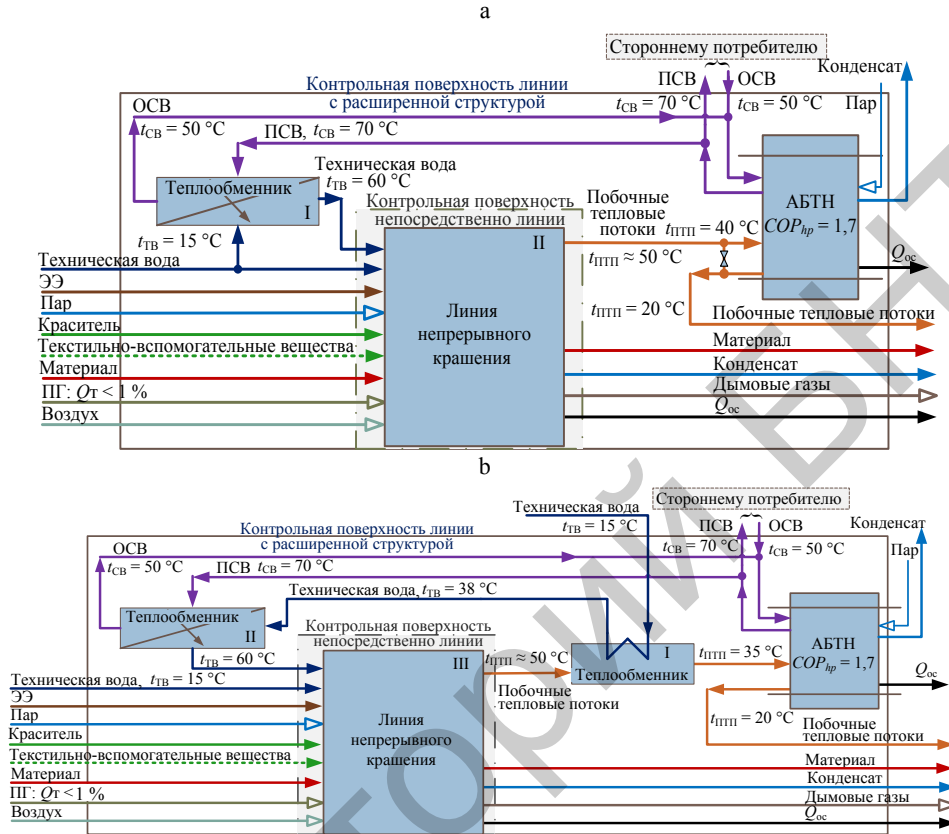 a
Стороннему потребителю
Конденсат
ПСВ
ОСВ
Контрольная поверхность линии
с расширенной структурой
ОСВ
tСВ = 70 °C
tСВ = 50 °C
Пар
tСВ = 50 °C
ПСВ, tСВ = 70 °C
Техническая вода
tТВ = 60 °C
Теплообменник
I
АБТН
COPhp = 1,7
Контрольная поверхность
непосредственно линии
Побочные
тепловые
потоки
tПТП = 40 °C
tТВ = 15 °C
II
tПТП ≈ 50 °C
Qос
Техническая вода
ЭЭ
Пар
tПТП = 20 °C
Линия
непрерывного
крашения
Побочные тепловые потоки
Краситель
Материал
Текстильно-вспомогательные вещества
Конденсат
Материал
Дымовые газы
ПГ: Qт < 1 %
Qос
Воздух
b
Стороннему потребителю
Техническая вода
tТВ = 15 °C
ПСВ
ОСВ
Конденсат
Контрольная поверхность линии
с расширенной структурой
ОСВ
tСВ = 70 °C
tСВ = 50 °C
Пар
tСВ = 50 °C
ПСВ
tСВ = 70 °C
Техническая вода, tТВ = 38 °C
Теплообменник
II
АБТН
COPhp = 1,7
Контрольная поверхность
непосредственно линии
III
tПТП ≈ 50 °C
I
Теплообменник
tПТП = 35 °C
tТВ = 60 °C
Qос
Техническая вода, tТВ = 15 °C
Побочные
тепловые потоки
ЭЭ
Пар
tПТП = 20 °C
Линия
непрерывного
крашения
Побочные
тепловые потоки
Краситель
Текстильно-вспомогательные вещества
Материал
Материал
Конденсат
ПГ: Qт <1 %
Дымовые газы
Воздух
Qос